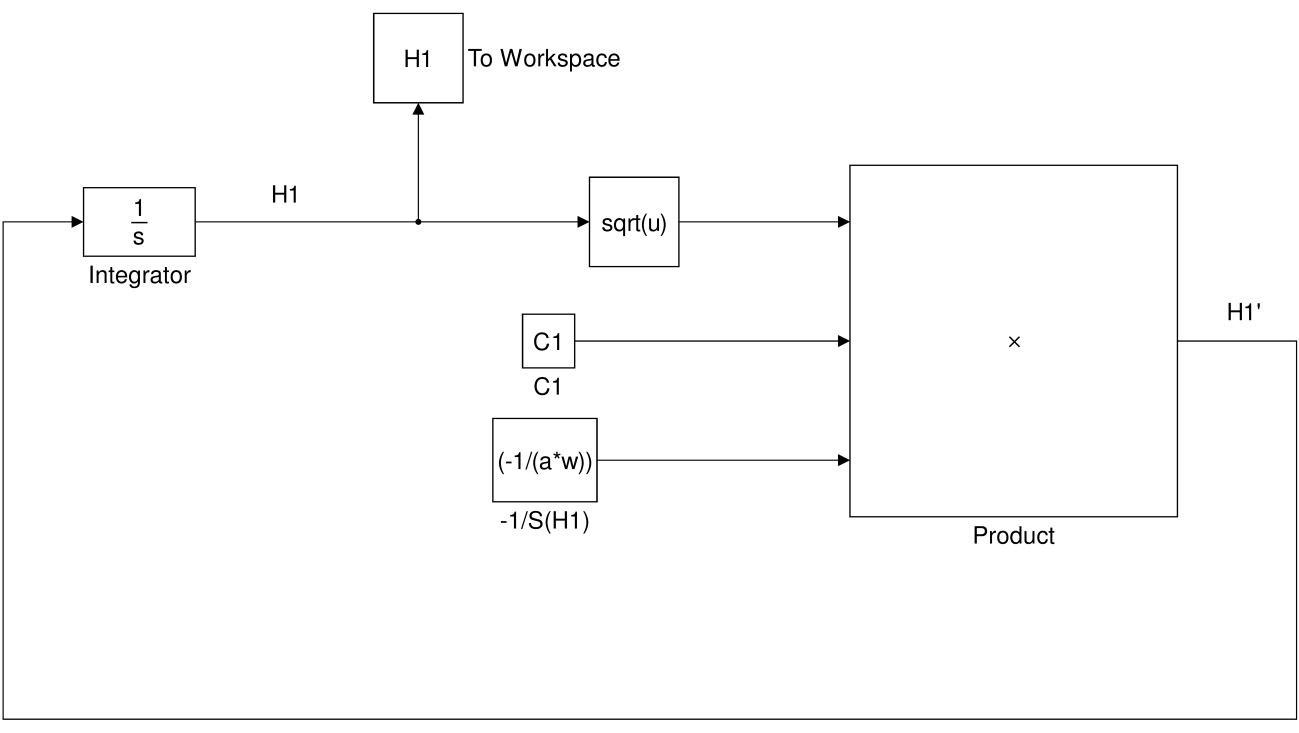 H1
To Workspace
H1
1
s
Integrator
sqrt(u)
C1
C1
(-1/(a*w))
-1/S(H1)
×
Product
H1'